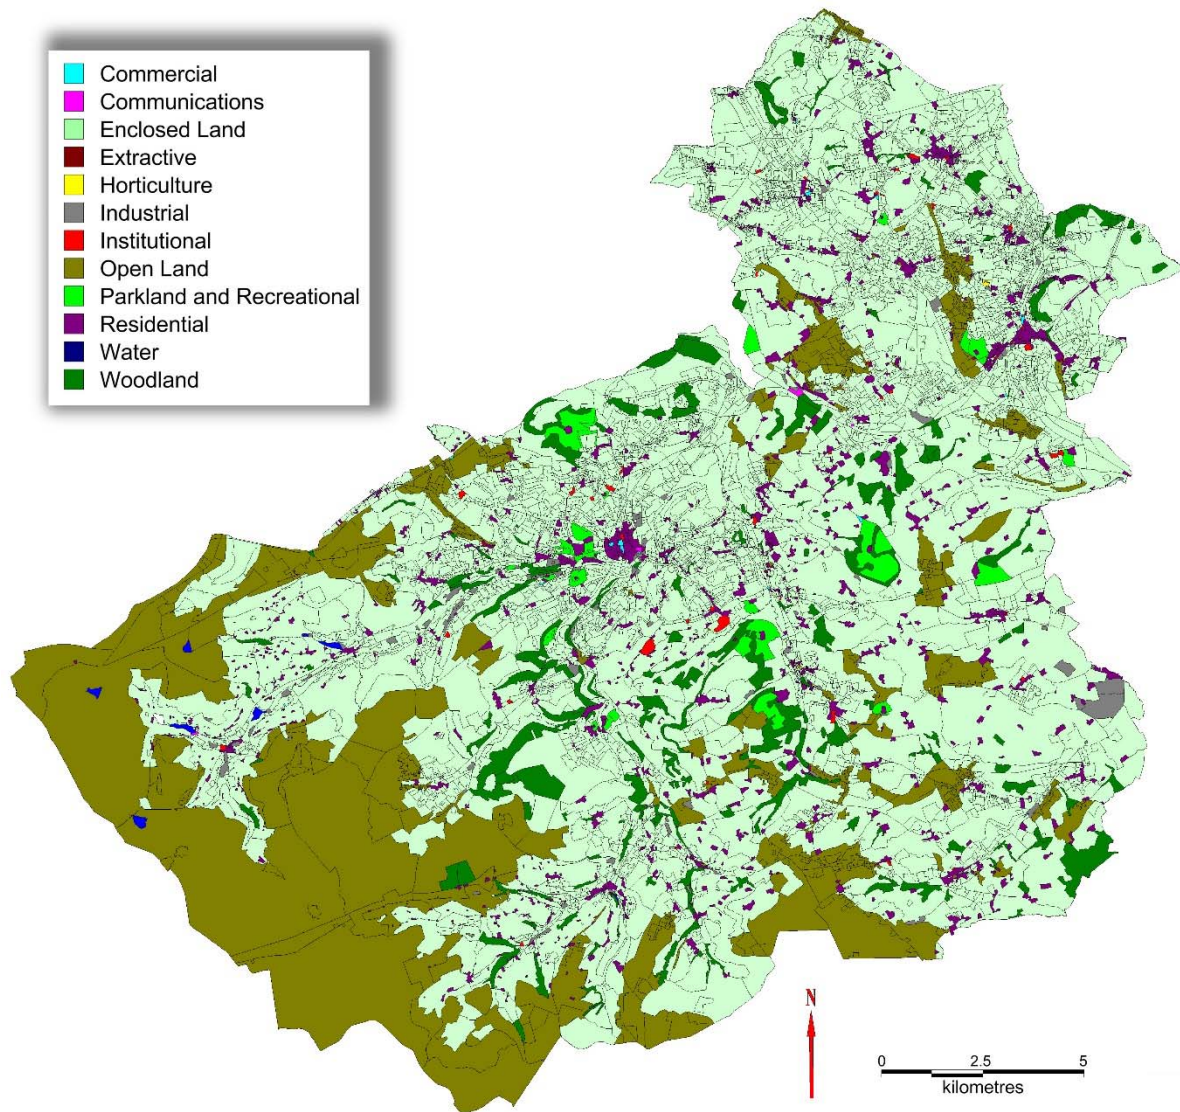 Commercial
Communications
Enclosed Land
Extractive
Horticulture
Industrial
Institutional
Open Land
Parkland and Recreational
Residential
Water
Woodland
N
0 2.5 5
kilometres